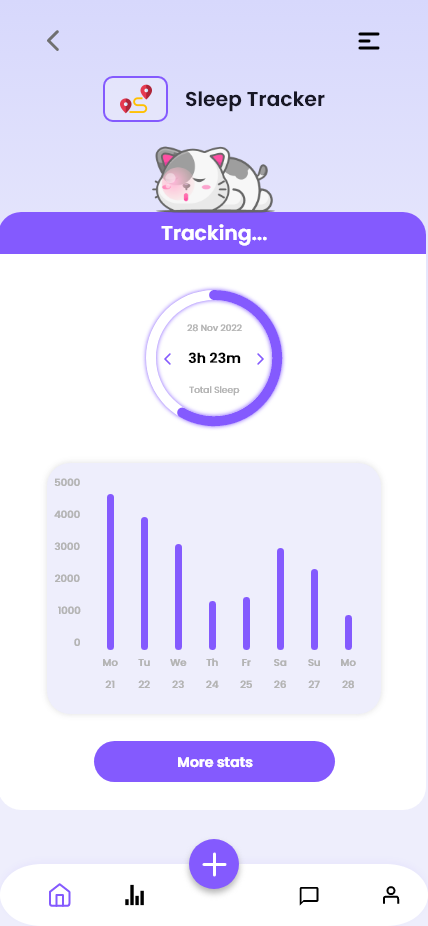 Sleep Tracker
Tracking...
28 Nov 2022
3h 23m
Total Sleep
5000
4000
3000
2000
1000
0
Mo Tu We Th Fr Sa Su Mo
21 22 23 24 25 26 27 28
More stats